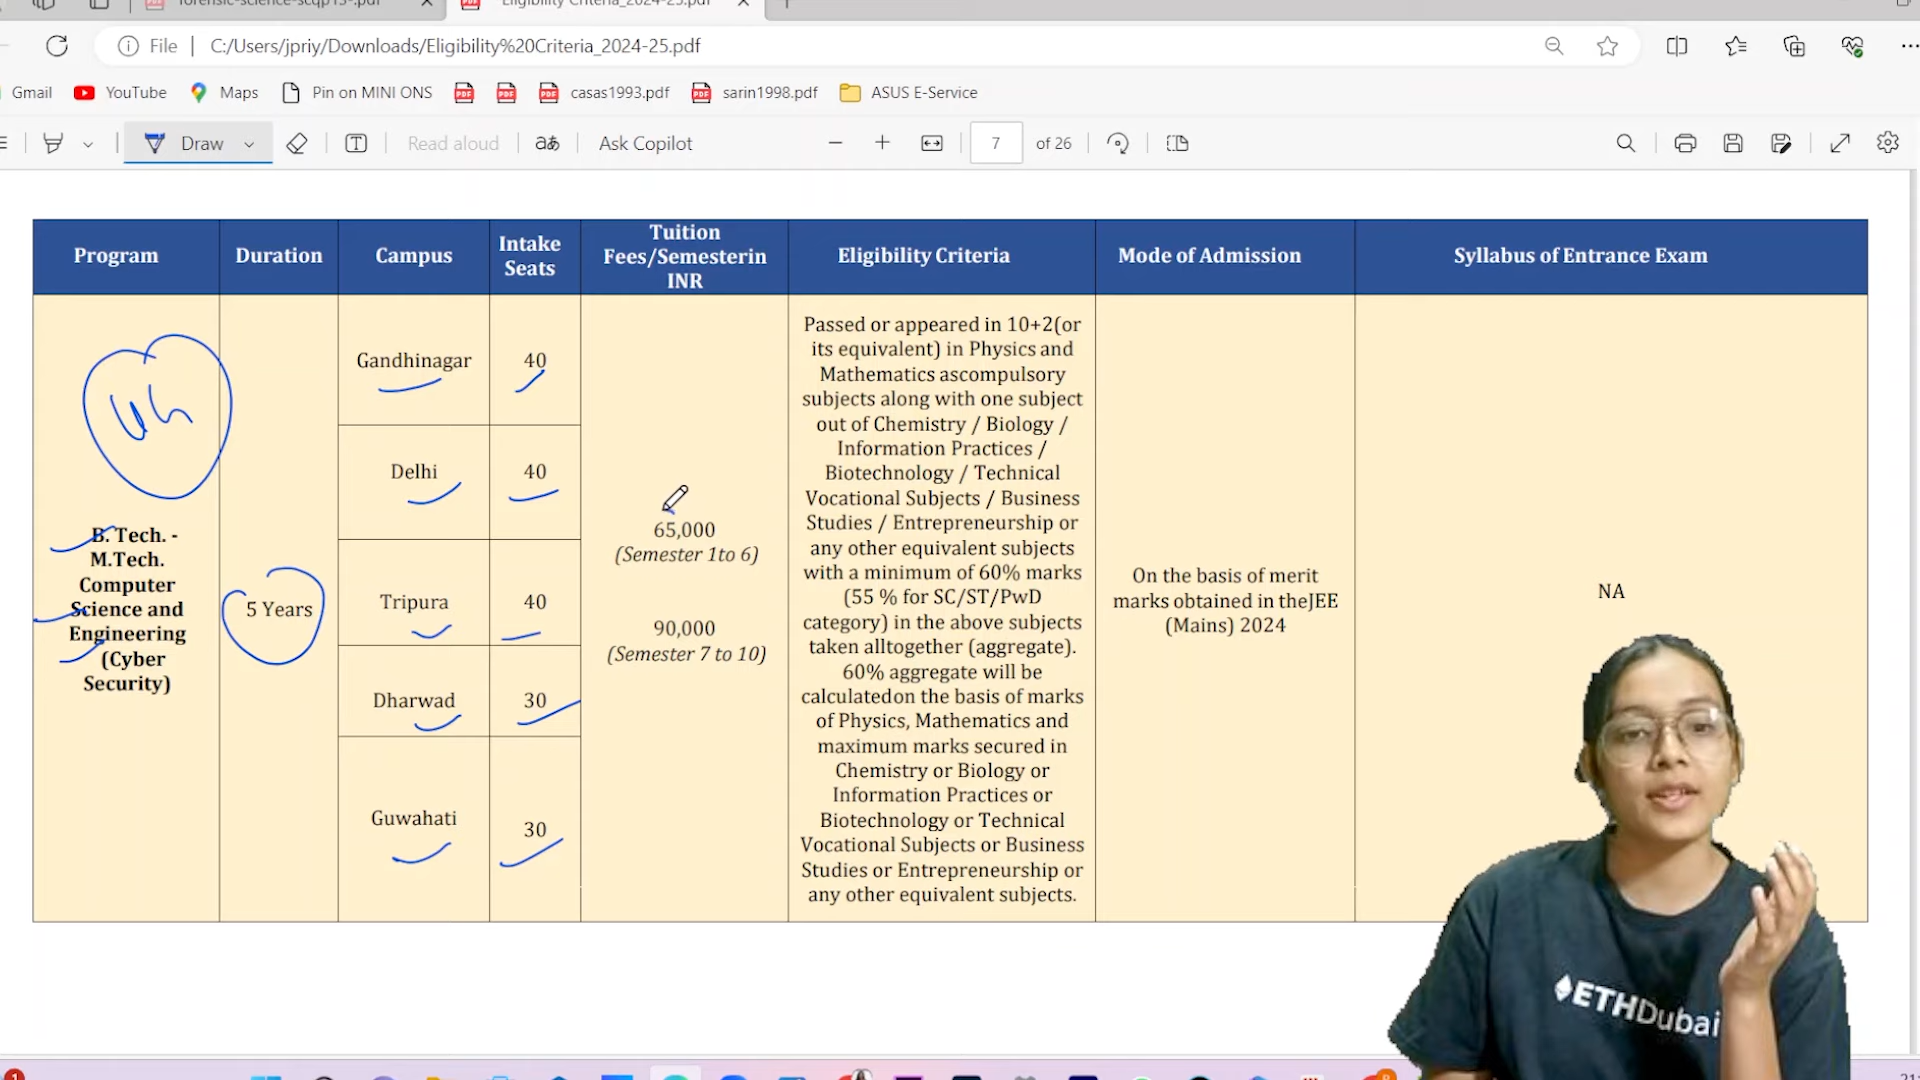 forensic-science-scqp13-.pdf
Eligibility Criteria_2024-25.pdf
File
C:/Users/jpriy/Downloads/Eligibility%20Criteria_2024-25.pdf
Gmail
YouTube
Maps
Pin on MINI ONS
casas1993.pdf
sarin1998.pdf
ASUS E-Service
Draw
Read aloud
Ask Copilot
7
of 26
Program
Duration
Campus
Intake
Seats
Tuition
Fees/Semesterin
INR
Eligibility Criteria
Mode of Admission
Syllabus of Entrance Exam
B. Tech. -
M.Tech.
Computer
Science and
Engineering
(Cyber
Security)
5 Years
Gandhinagar
40
Delhi
40
Tripura
40
Dharwad
30
Guwahati
30
65,000
(Semester 1to 6)
90,000
(Semester 7 to 10)
Passed or appeared in 10+2(or
its equivalent) in Physics and
Mathematics ascompulsory
subjects along with one subject
out of Chemistry / Biology /
Information Practices /
Biotechnology / Technical
Vocational Subjects / Business
Studies / Entrepreneurship or
any other equivalent subjects
with a minimum of 60% marks
(55 % for SC/ST/PwD
category) in the above subjects
taken alltogether (aggregate).
60% aggregate will be
calculatedon the basis of marks
of Physics, Mathematics and
maximum marks secured in
Chemistry or Biology or
Information Practices or
Biotechnology or Technical
Vocational Subjects or Business
Studies or Entrepreneurship or
any other equivalent subjects.
On the basis of merit
marks obtained in theJEE
(Mains) 2024
NA
ETHDubai